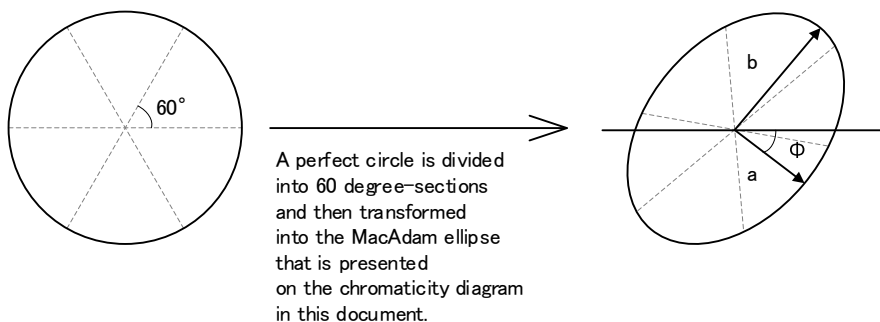 60°
A perfect circle is divided
into 60 degree-sections
and then transformed
into the MacAdam ellipse
that is presented
on the chromaticity diagram
in this document.
b
Φ
a